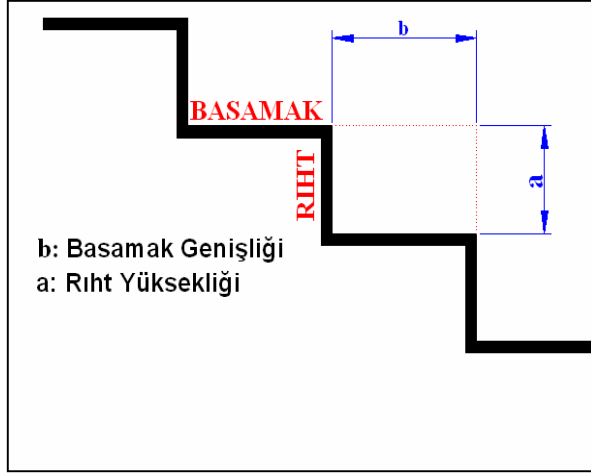 b
BASAMAK
RIHT
a
b: Basamak Genişliği
a: Rıht Yüksekliği